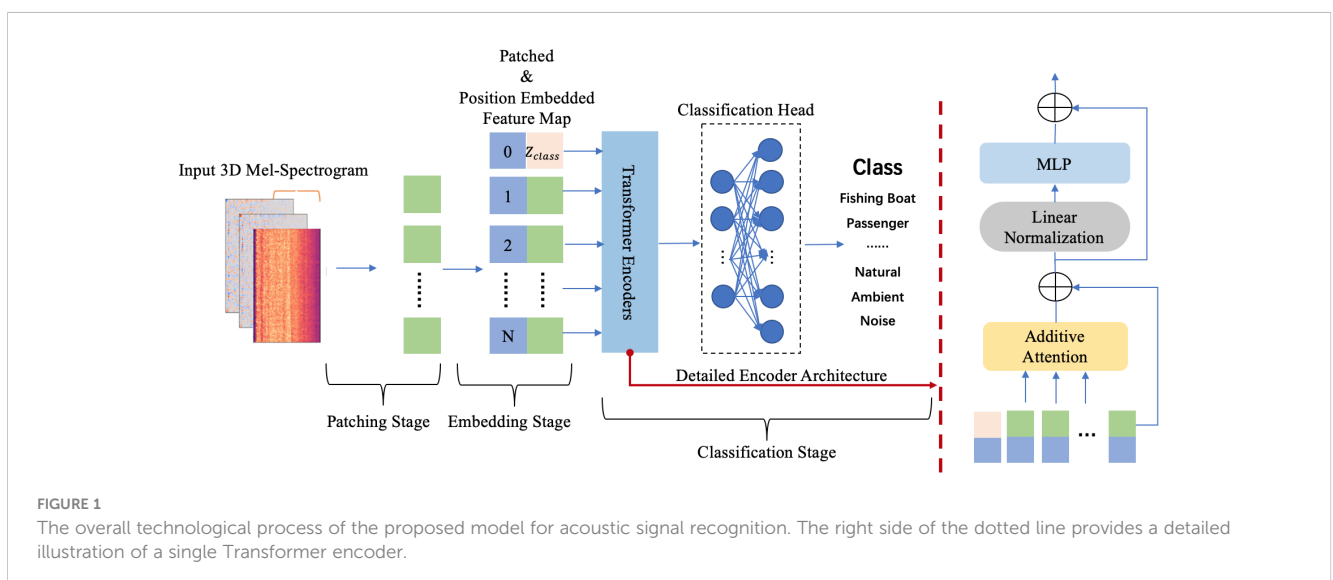 Input 3D Mel-Spectrogram
Patching Stage
Patched
&
Position Embedded
Feature Map
0
Z_class
1
2
N
Embedding Stage
Transformer Encoders
Classification Head
Class
Fishing Boat
Passenger
......
Natural
Ambient
Noise
Detailed Encoder Architecture
Classification Stage
MLP
Linear
Normalization
Additive
Attention
...
FIGURE 1
The overall technological process of the proposed model for acoustic signal recognition. The right side of the dotted line provides a detailed
illustration of a single Transformer encoder.